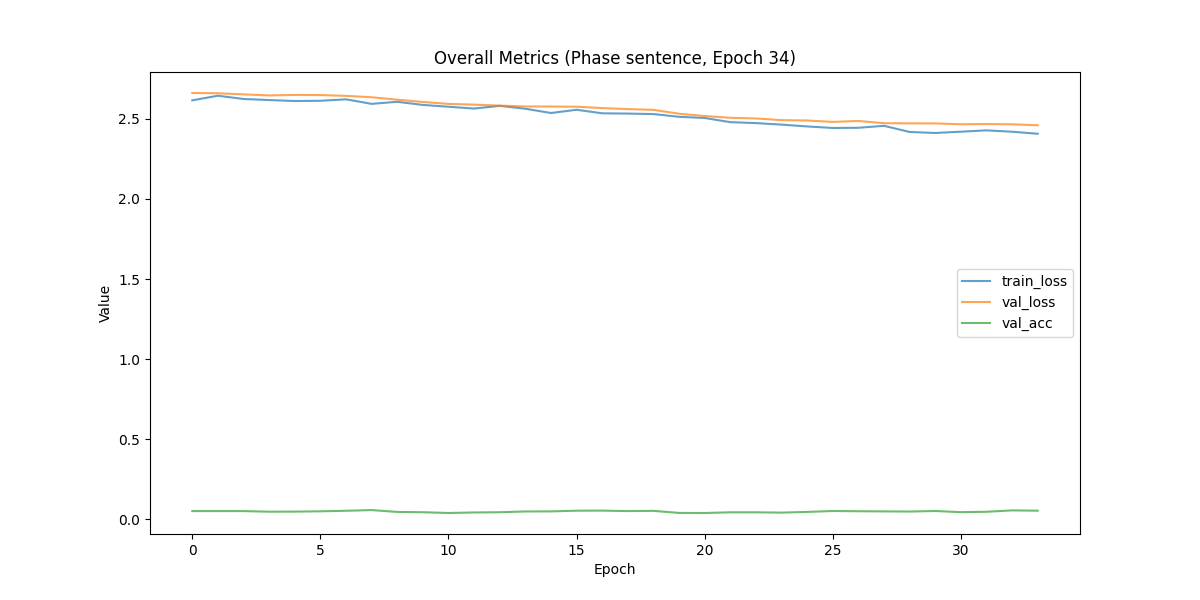 Overall Metrics (Phase sentence, Epoch 34)
2.5
2.0
1.5
1.0
0.5
0.0
Value
train_loss
val_loss
val_acc
0 5 10 15 20 25 30
Epoch